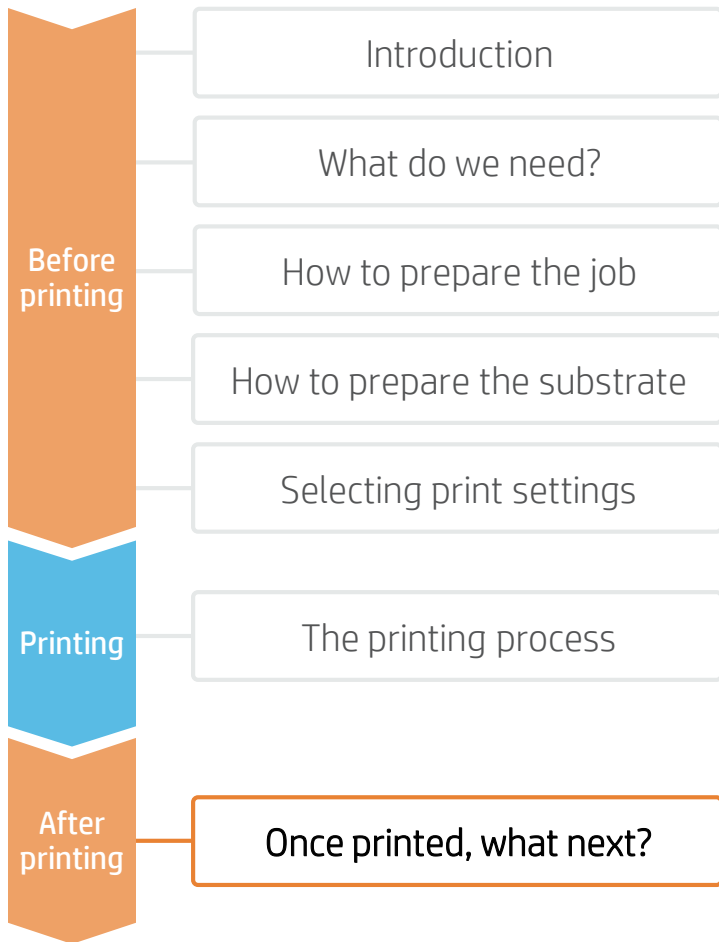 Introduction
What do we need?
Before
printing
How to prepare the job
How to prepare the substrate
Selecting print settings
Printing
The printing process
After
printing
Once printed, what next?